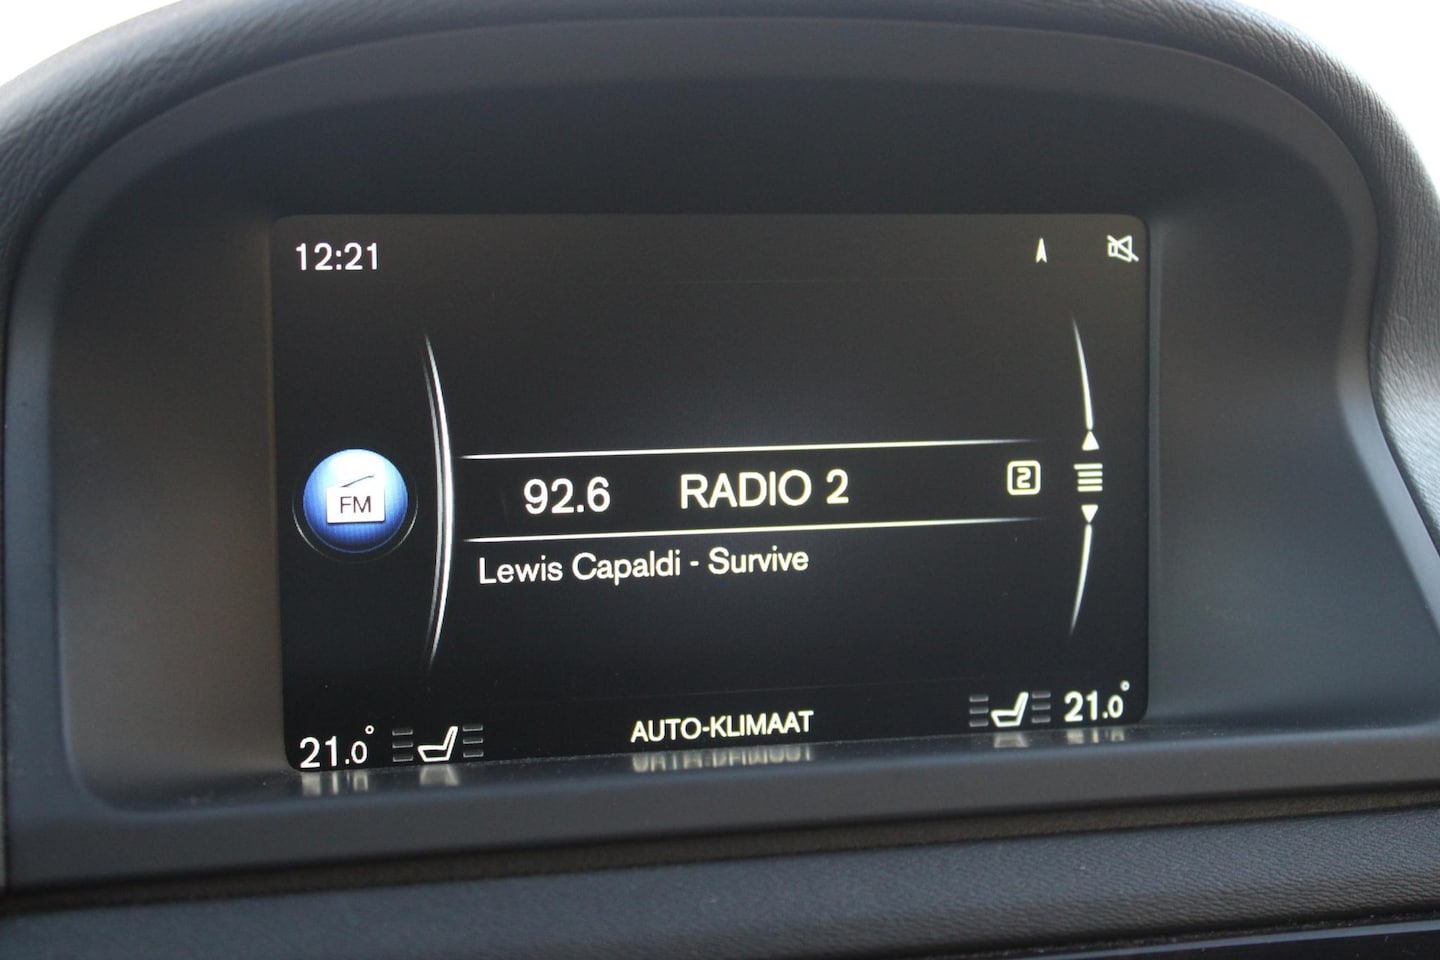 12:21
FM
92.6 RADIO 2 2
Lewis Capaldi - Survive
21.0° AUTO-KLIMAAT 21.0°